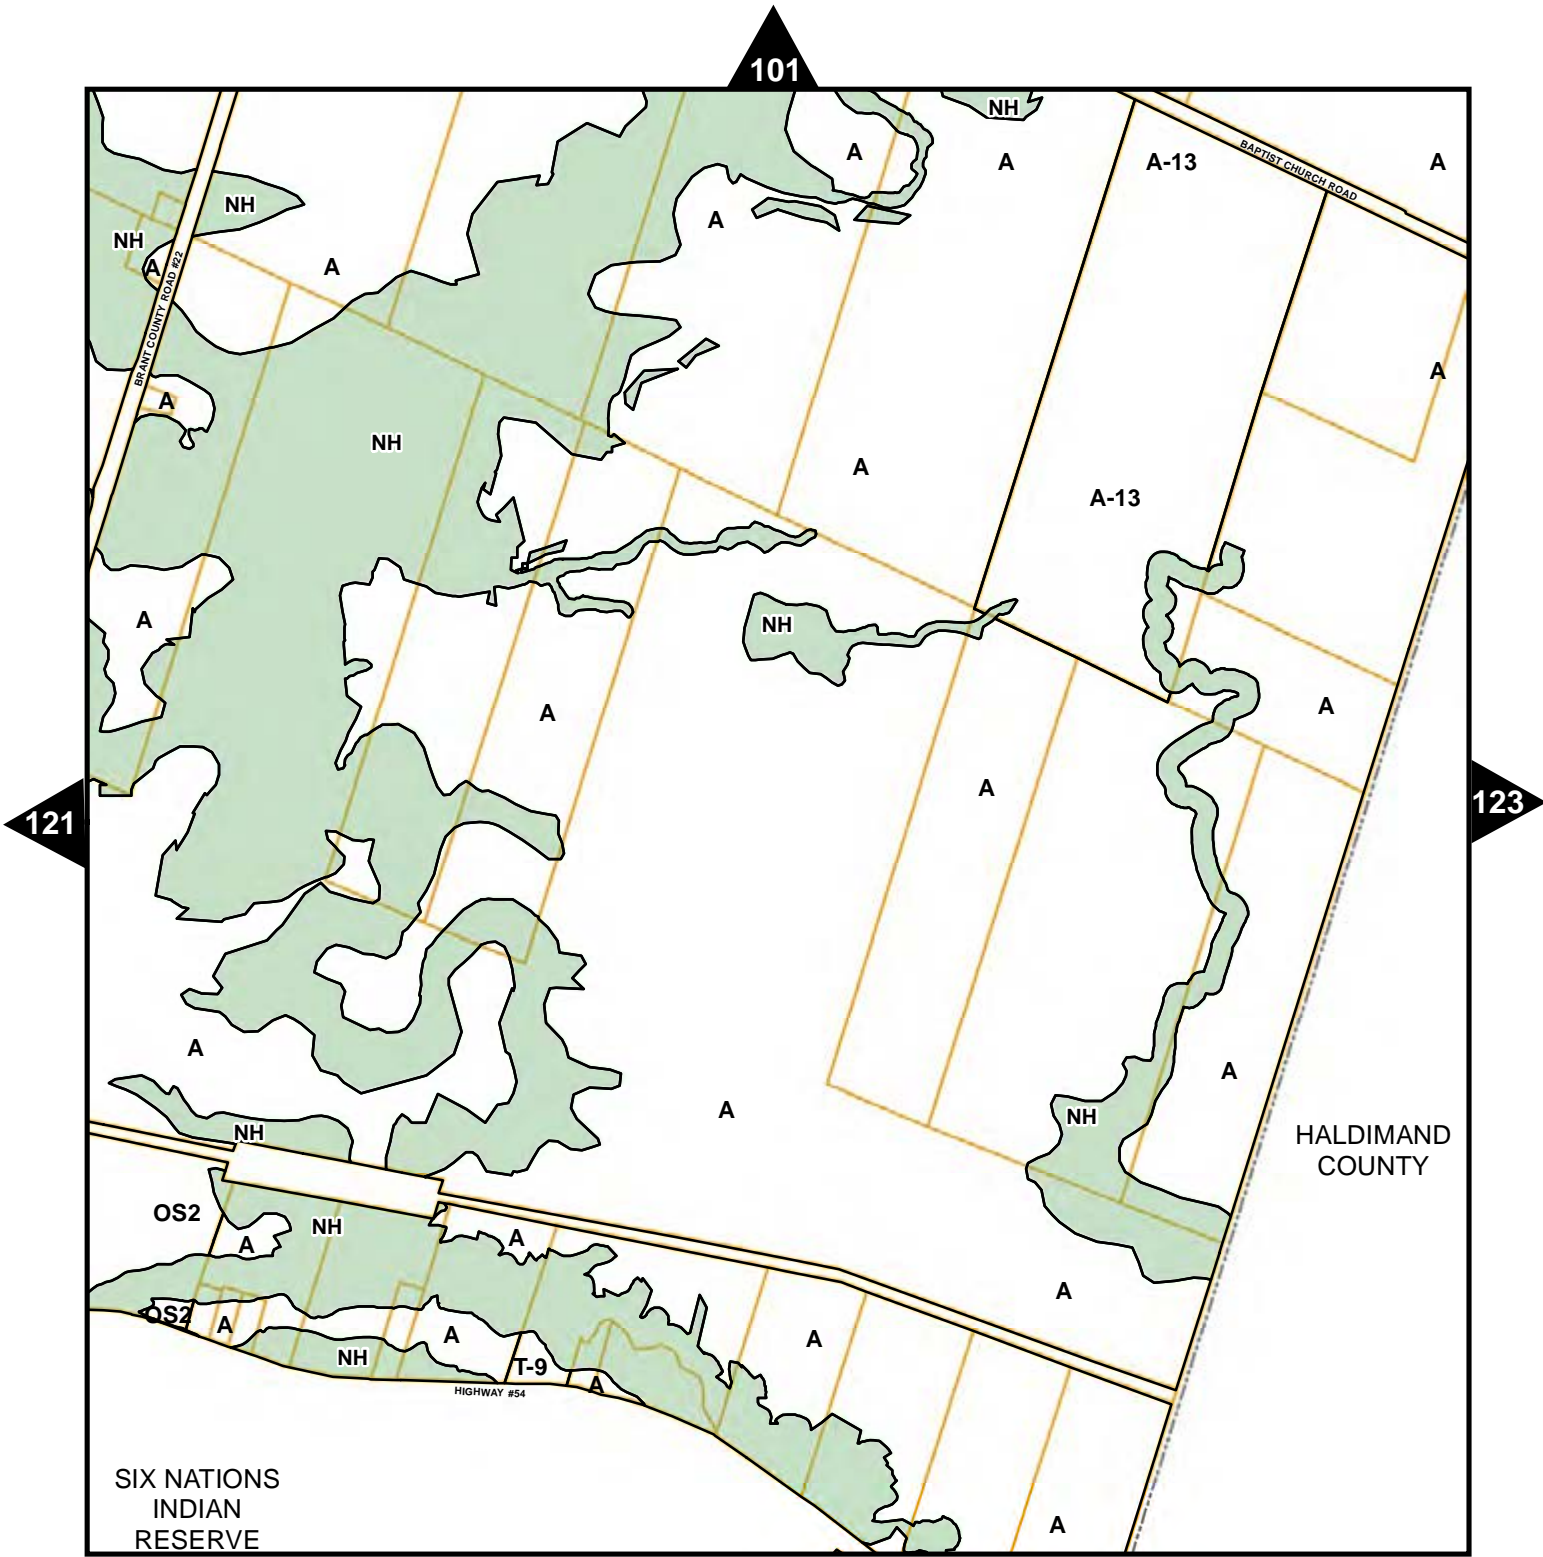 101
NH
A
A
A-13
BAPTIST CHURCH ROAD
A
NH
A
NH
A
A
BRANT COUNTY ROAD #22
A
A
NH
A
A-13
A
NH
A
A
A
121
123
A
A
A
NH
NH
HALDIMAND
COUNTY
OS2
NH
A
A
A
OS2
A
A
A
NH
T-9
A
HIGHWAY #54
SIX NATIONS
INDIAN
RESERVE
A